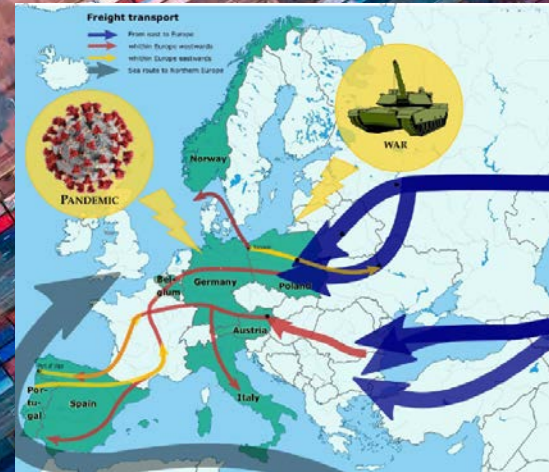 Freight transport
From east to Europe
whithin Europe westwards
whithin Europe eastwards
Sea route to Northern Europe
PANDEMIC
WAR
Norway
Bel-
gium
Germany
Poland
Austria
Por-
tu-
gal
Spain
Italy